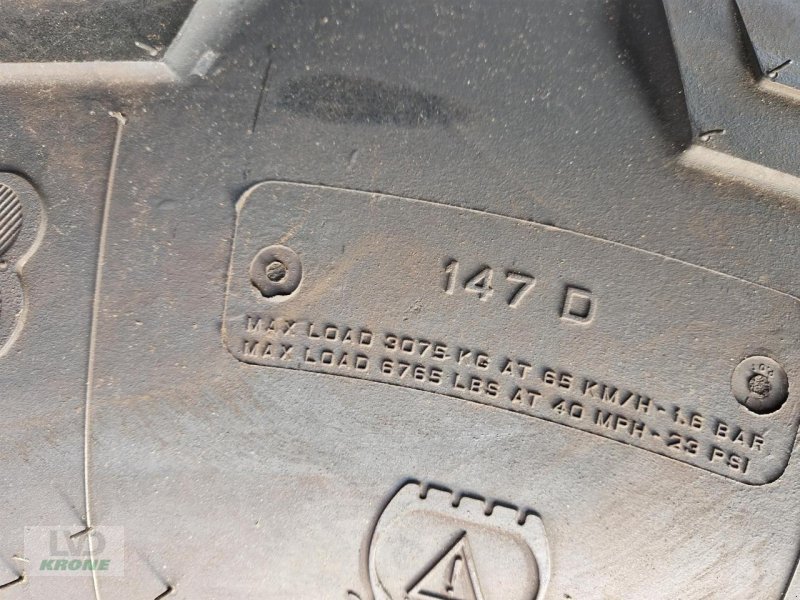 147 D
MAX LOAD 3075 KG AT 65 KM/H - 1.6 BAR
MAX LOAD 6765 LBS AT 40 MPH - 23 PSI
LVD
KRONE